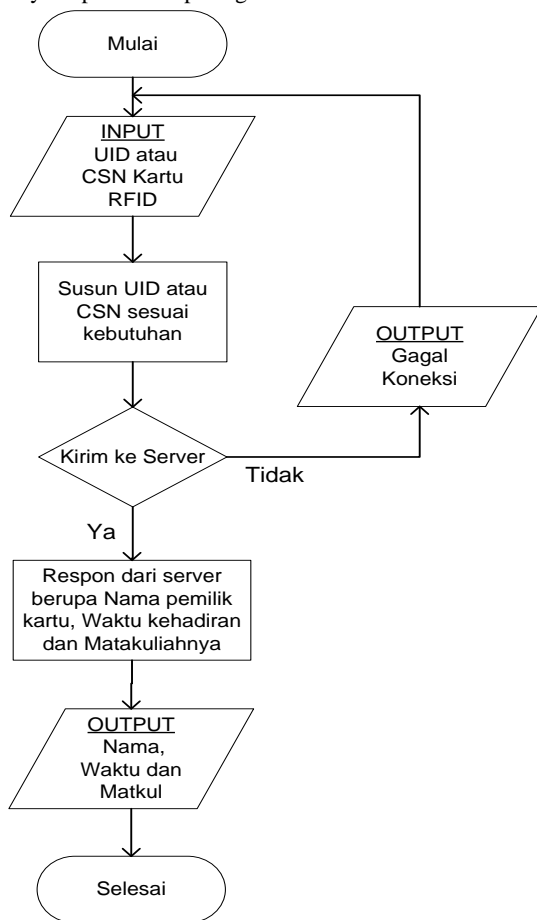 Mulai
INPUT
UID atau
CSN Kartu
RFID
Susun UID atau
CSN sesuai
kebutuhan
OUTPUT
Gagal
Koneksi
Kirim ke Server
Tidak
Ya
Respon dari server
berupa Nama pemilik
kartu, Waktu kehadiran
dan Matakuliahnya
OUTPUT
Nama,
Waktu dan
Matkul
Selesai